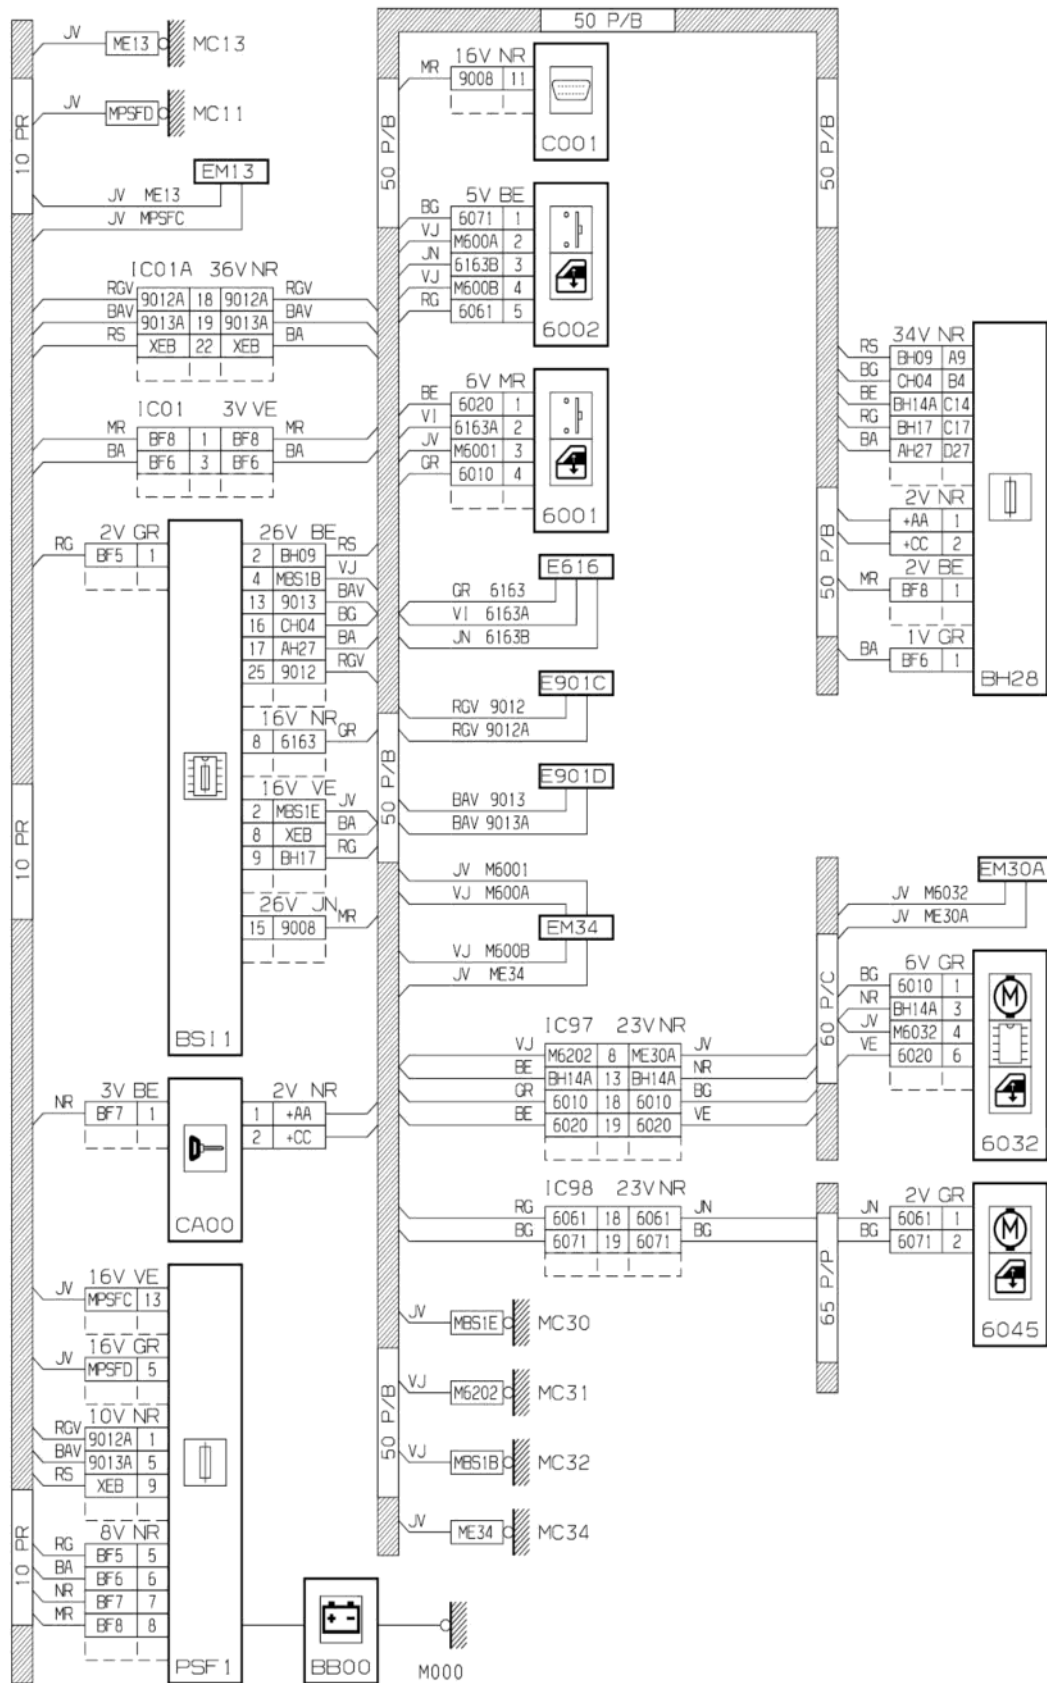 50 P/B
JV ME13 MC13
JV MPSFD MC11
10 PR
EM13
JV ME13
JV MPSFC
IC01A 36V NR
RGV 9012A 18 9012A RGV
BAV 9013A 19 9013A BAV
RS XEB 22 XEB BA
IC01 3V VE
MR BF8 1 BF8 MR
BA BF6 3 BF6 BA
2V GR
RG BF5 1
26V BE
2 BH09 RS
4 MBS1B VJ
13 9013 BAV
16 CH04 BG
17 AH27 BA
25 9012 RGV
16V NR
8 6163 GR
16V VE
2 MBS1E JV
8 XEB BA
9 BH17 RG
26V JN
15 9008 MR
BSI1
10 PR
3V BE
NR BF7 1
2V NR
1 +AA
2 +CC
CA00
16V VE
JV MPSFC 13
16V GR
JV MPSFD 5
10V NR
RGV 9012A 1
BAV 9013A 5
RS XEB 9
8V NR
RG BF5 5
BA BF6 6
NR BF7 7
MR BF8 8
10 PR
PSF1
BB00
M000
50 P/B
16V NR
MR 9008 11
C001
5V BE
BG 6071 1
VJ M600A 2
JN 6163B 3
VJ M600B 4
RG 6061 5
6002
6V MR
BE 6020 1
VI 6163A 2
JV M6001 3
GR 6010 4
6001
E616
GR 6163
VI 6163A
JN 6163B
E901C
RGV 9012
RGV 9012A
50 P/B
E901D
BAV 9013
BAV 9013A
JV M6001
VJ M600A
EM34
VJ M600B
JV ME34
IC97 23V NR
VJ M6202 8 ME30A JV
BE BH14A 13 BH14A NR
GR 6010 18 6010 BG
BE 6020 19 6020 VE
IC98 23V NR
RG 6061 18 6061 JN
BG 6071 19 6071 BG
JV MBS1E MC30
VJ M6202 MC31
50 P/B
VJ MBS1B MC32
JV ME34 MC34
50 P/B
34V NR
RS BH09 A9
BG CH04 B4
BE BH14A C14
RG BH17 C17
BA AH27 D27
2V NR
+AA 1
+CC 2
50 P/B
2V BE
MR BF8 1
1V GR
BA BF6 1
BH28
EM30A
JV M6032
JV ME30A
60 P/C
6V GR
BG 6010 1
NR BH14A 3
JV M6032 4
VE 6020 6
M
6032
65 P/P
2V GR
JN 6061 1
BG 6071 2
M
6045